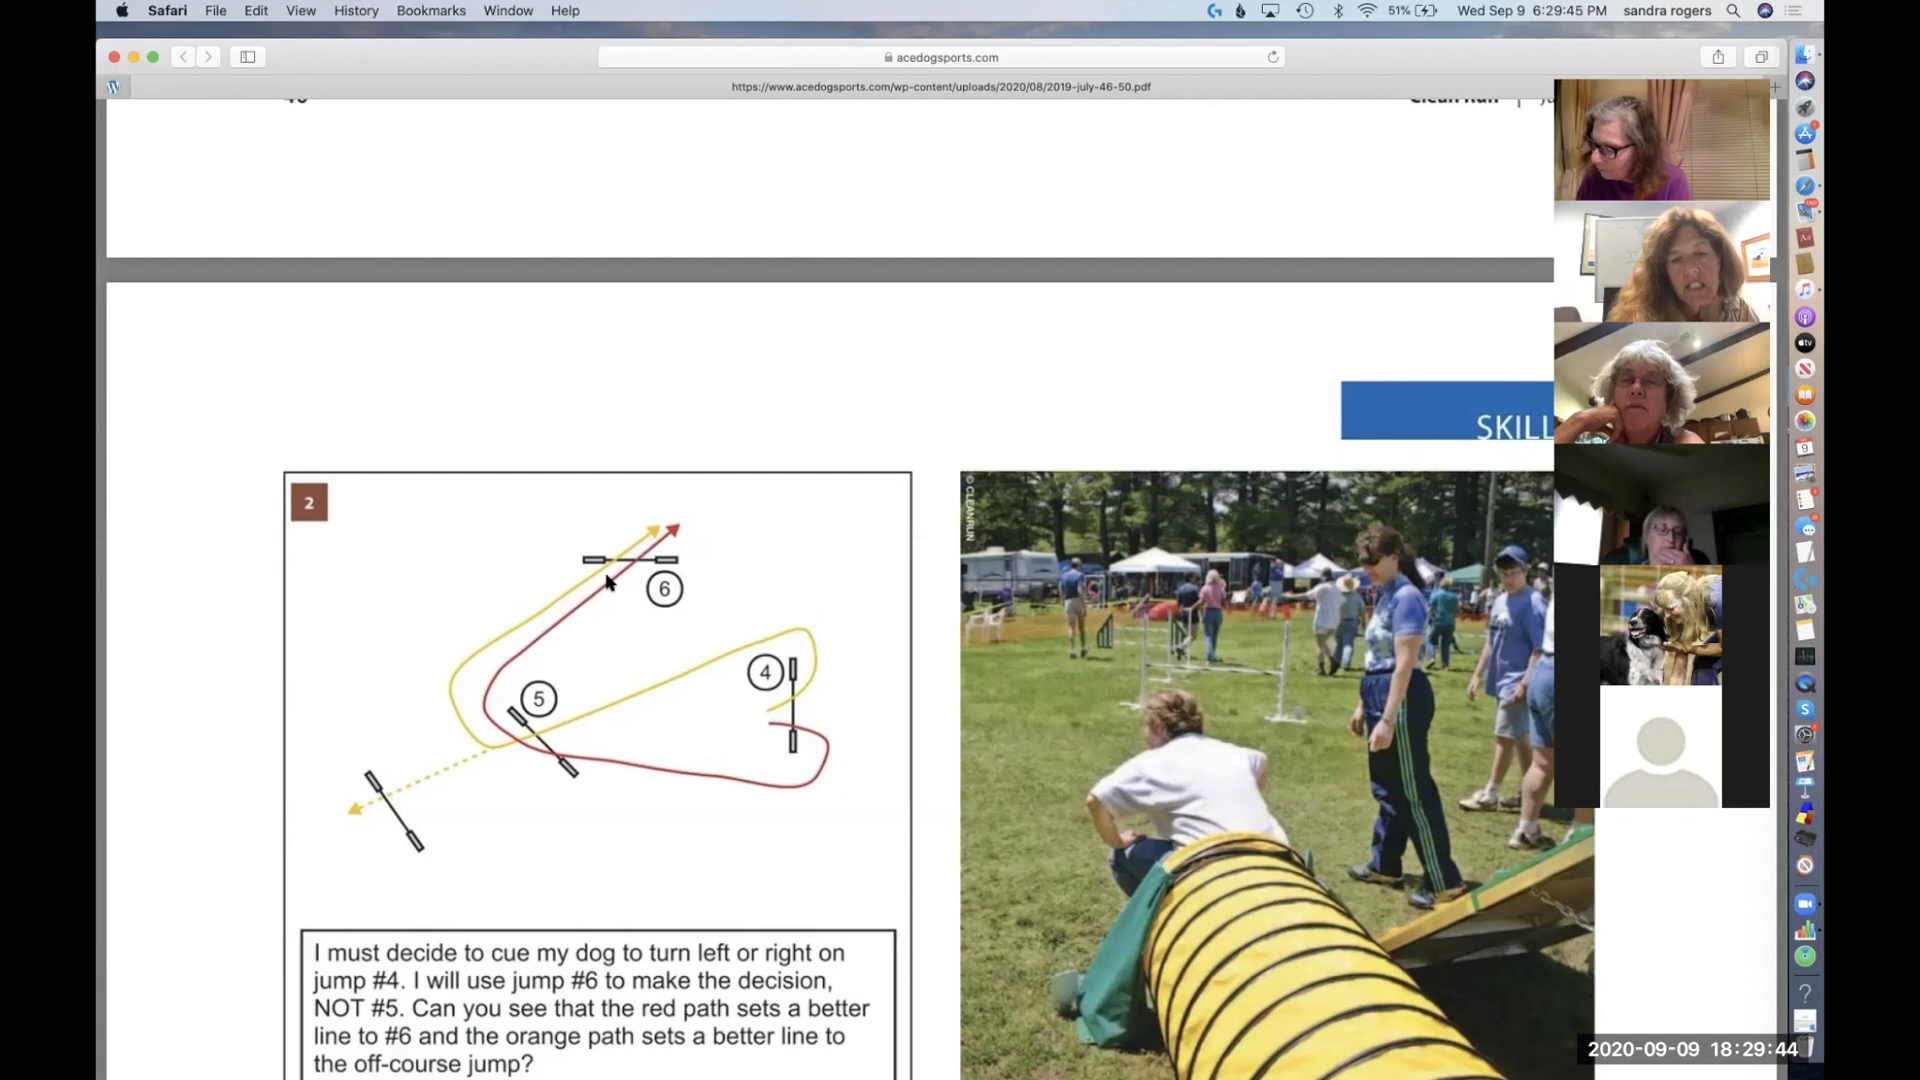 Safari File Edit View History Bookmarks Window Help 51% Wed Sep 9 6:29:45 PM sandra rogers
acedogsports.com
https://www.acedogsports.com/wp-content/uploads/2020/08/2019-july-46-50.pdf
SKILL
2
© CLEAN RUN
6
4
5
I must decide to cue my dog to turn left or right on
jump #4. I will use jump #6 to make the decision,
NOT #5. Can you see that the red path sets a better
line to #6 and the orange path sets a better line to
the off-course jump?
2020-09-09 18:29:44